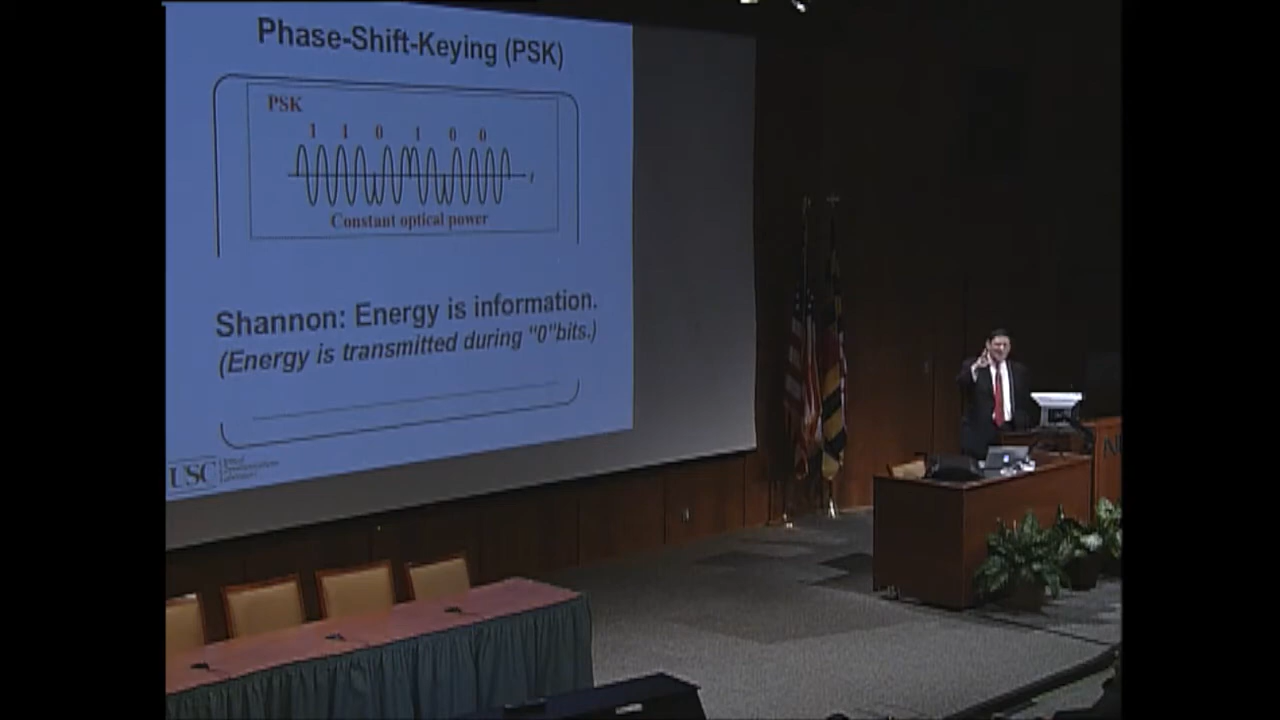 Phase-Shift-Keying (PSK)
PSK
1 1 0 1 0 0
t
Constant optical power
Shannon: Energy is information.
(Energy is transmitted during "0"bits.)
USC